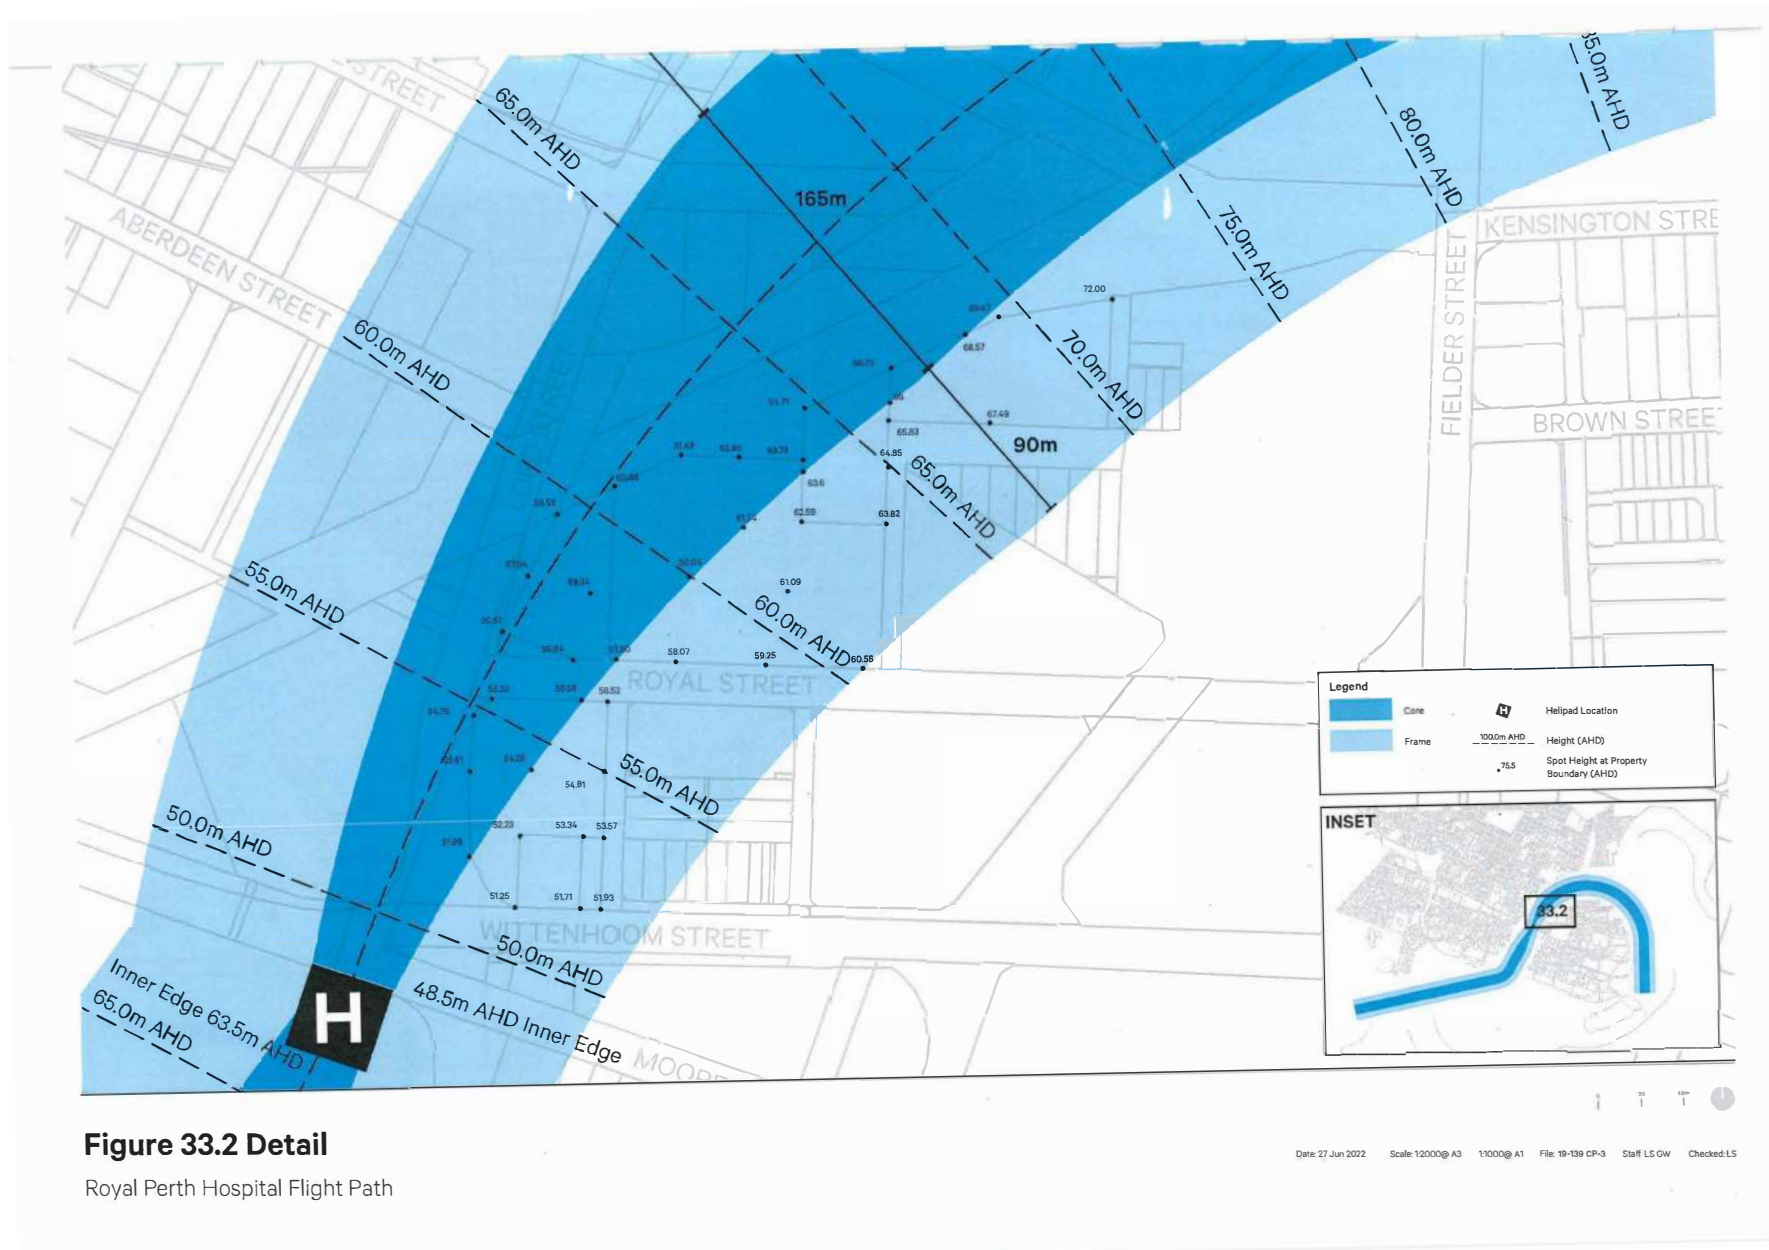 STREET
65.0m AHD
85.0m AHD
80.0m AHD
165m
ABERDEEN STREET
KENSINGTON STRE
75.0m AHD
FIELDER STREET
72.00
60.0m AHD
68.57
70.0m AHD
67.49
BROWN STREET
65.83
90m
64.85
65.0m AHD
63.6
62.59
63.82
55.0m AHD
61.09
60.0m AHD
58.07
59.25
60.58
ROYAL STREET
56.52
55.0m AHD
54.81
50.0m AHD
52.23
53.34
53.57
51.25
51.71
51.93
WITTENHOOM STREET
50.0m AHD
Inner Edge 63.5m AHD
65.0m AHD
H
48.5m AHD Inner Edge
Legend
Core
H
Helipad Location
Frame
100.0m AHD
Height (AHD)
75.5
Spot Height at Property
Boundary (AHD)
INSET
33.2
Figure 33.2 Detail
Royal Perth Hospital Flight Path
Date: 27 Jun 2022 Scale: 1:2000@ A3 1:1000@ A1 File: 19-139 CP-3 Staff LS GW Checked: LS